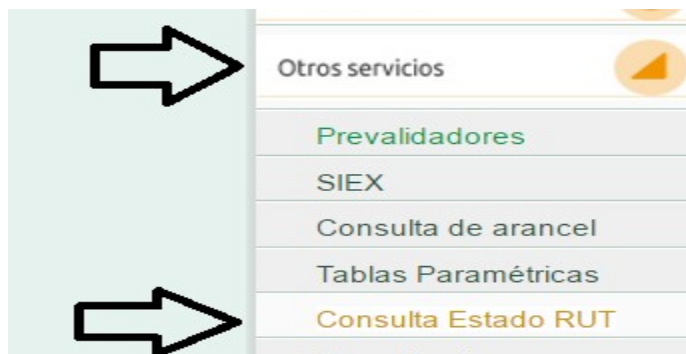 Otros servicios
Prevalidadores
SIEX
Consulta de arancel
Tablas Paramétricas
Consulta Estado RUT